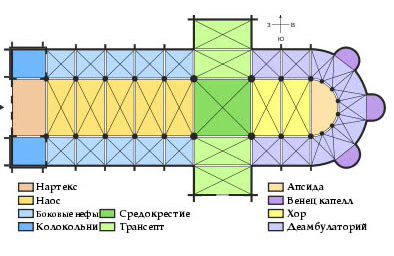 З В
Ю
Нартекс
Наос
Боковые нефы
Колокольни
Средокрестие
Трансепт
Апсида
Венец капелл
Хор
Деамбулаторий